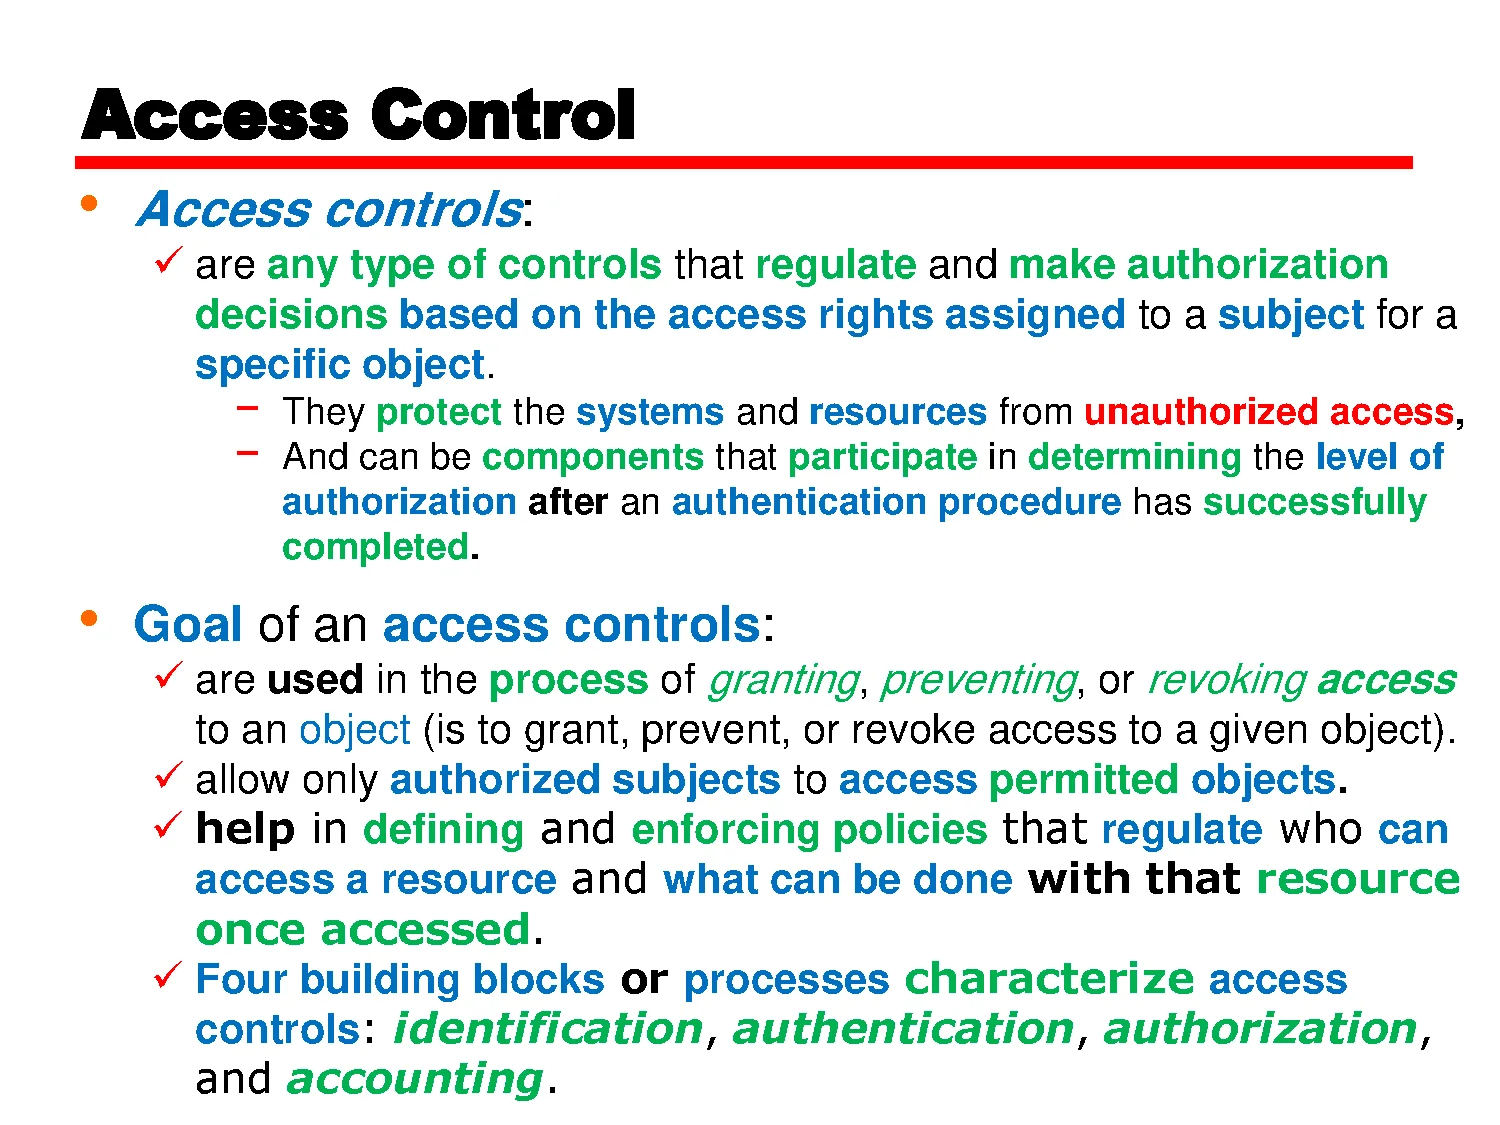 Access Control
• Access controls:
✓ are any type of controls that regulate and make authorization
decisions based on the access rights assigned to a subject for a
specific object.
− They protect the systems and resources from unauthorized access,
− And can be components that participate in determining the level of
authorization after an authentication procedure has successfully
completed.
• Goal of an access controls:
✓ are used in the process of granting, preventing, or revoking access
to an object (is to grant, prevent, or revoke access to a given object).
✓ allow only authorized subjects to access permitted objects.
✓ help in defining and enforcing policies that regulate who can
access a resource and what can be done with that resource
once accessed.
✓ Four building blocks or processes characterize access
controls: identification, authentication, authorization,
and accounting.